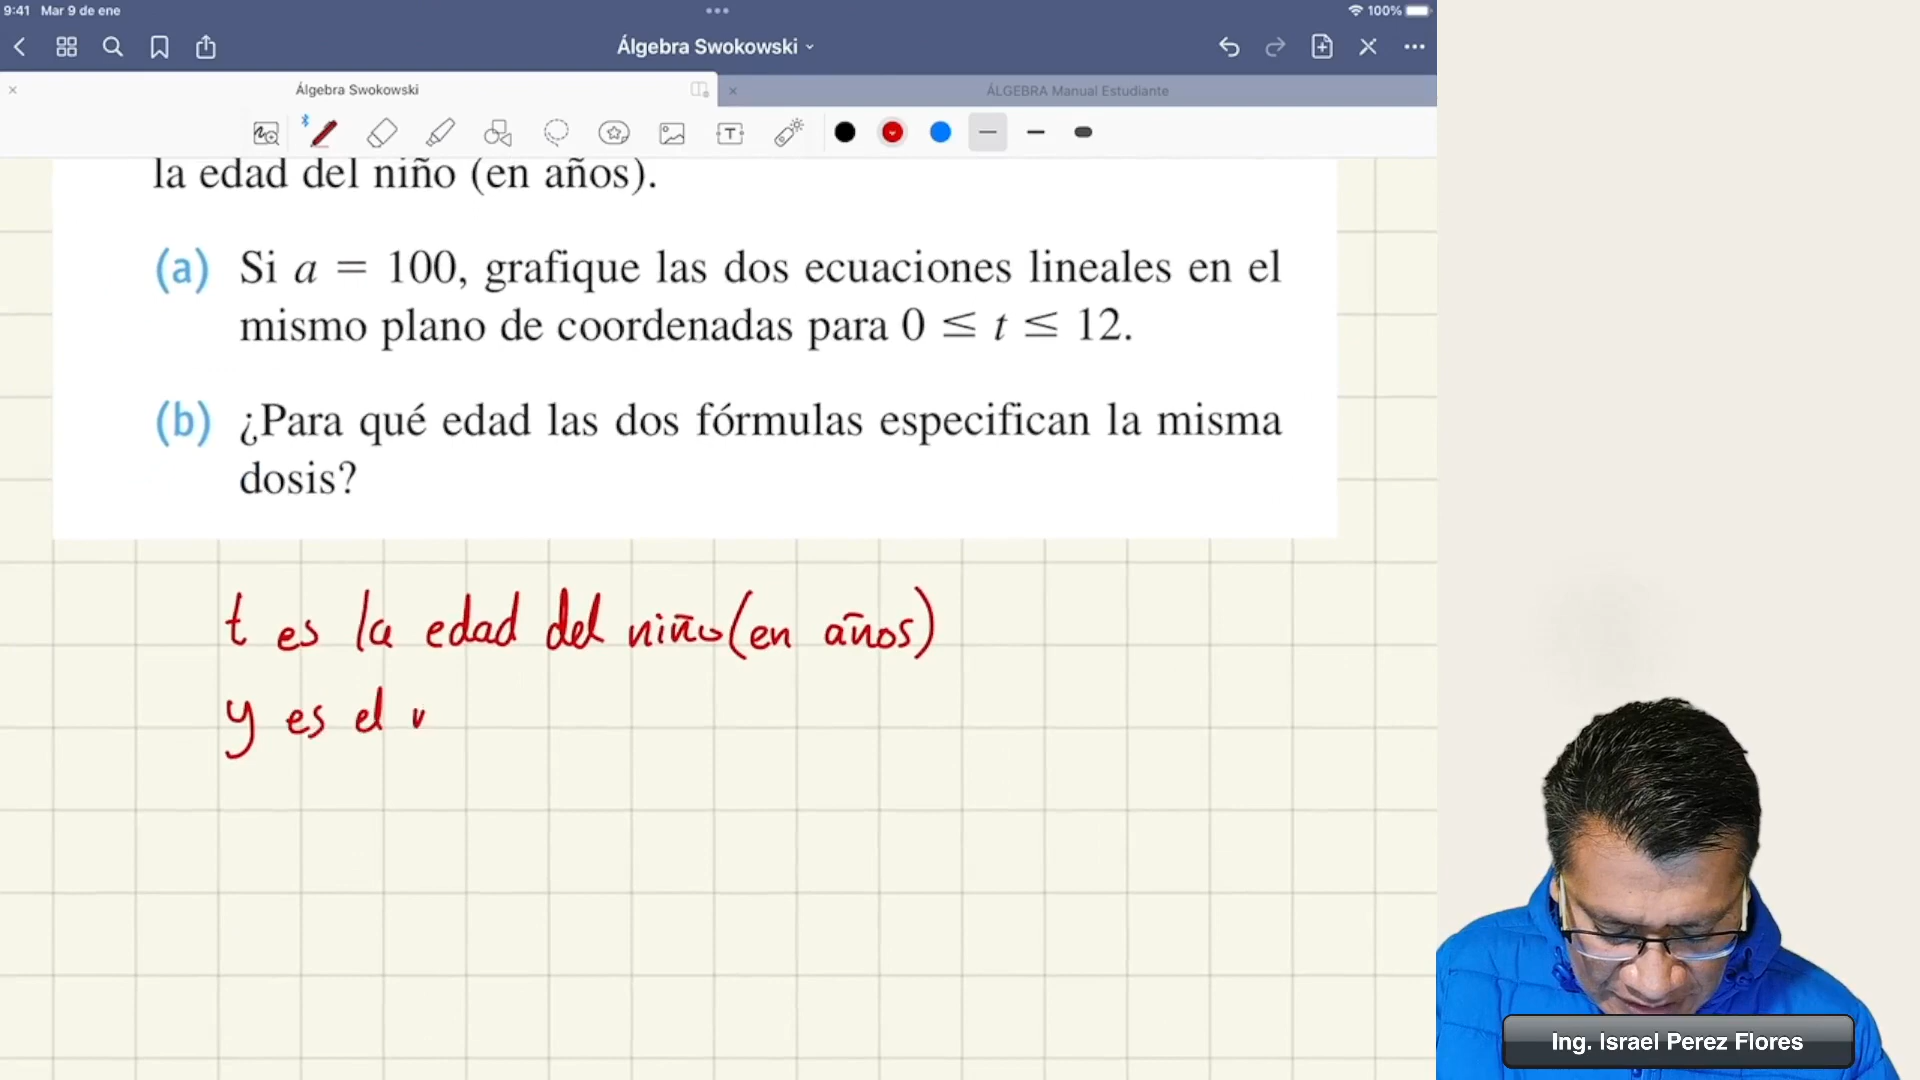 9:41 Mar 9 de ene
100%
Álgebra Swokowski
Álgebra Swokowski
ÁLGEBRA Manual Estudiante
la edad del niño (en años).
(a) Si a = 100, grafique las dos ecuaciones lineales en el
mismo plano de coordenadas para 0 ≤ t ≤ 12.
(b) ¿Para qué edad las dos fórmulas especifican la misma
dosis?
t es la edad del niño (en años)
y es el
Ing. Israel Perez Flores